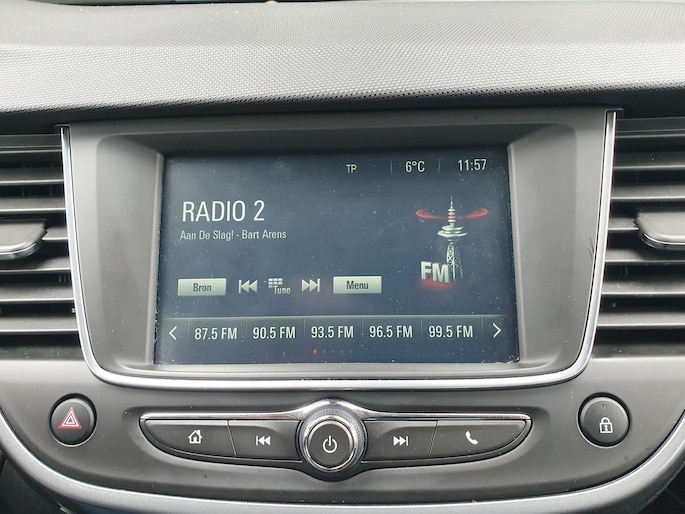 TP 6°C 11:57
RADIO 2
Aan De Slag! - Bart Arens
FM
Bron Tune Menu
87.5 FM 90.5 FM 93.5 FM 96.5 FM 99.5 FM